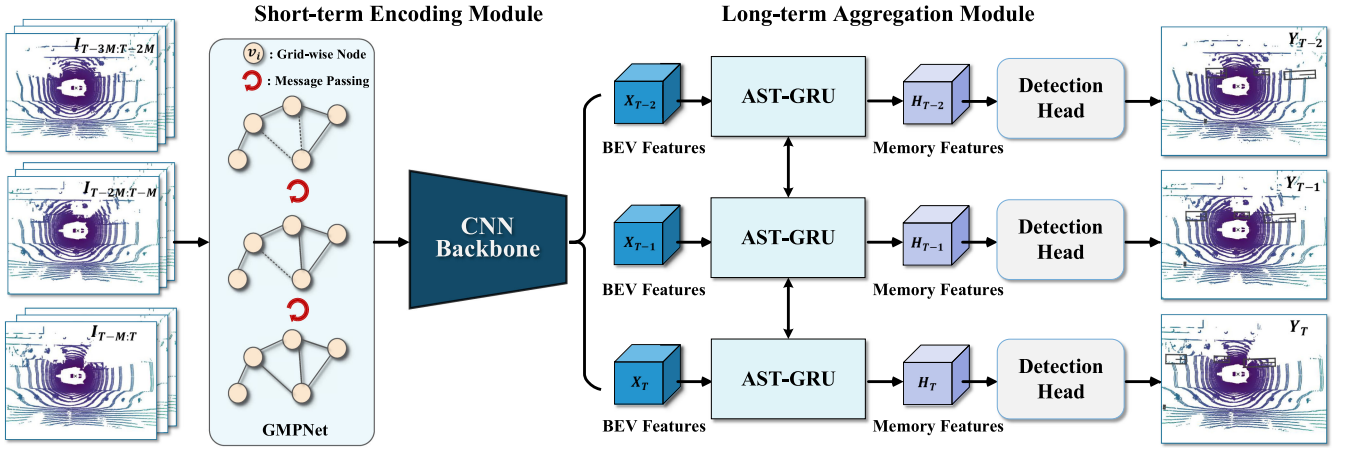 Short-term Encoding Module
Long-term Aggregation Module
I_{T-3M:T-2M}
I_{T-2M:T-M}
I_{T-M:T}
v_i : Grid-wise Node
: Message Passing
GMPNet
CNN
Backbone
X_{T-2}
BEV Features
AST-GRU
H_{T-2}
Memory Features
Detection
Head
Y_{T-2}
X_{T-1}
BEV Features
AST-GRU
H_{T-1}
Memory Features
Detection
Head
Y_{T-1}
X_T
BEV Features
AST-GRU
H_T
Memory Features
Detection
Head
Y_T